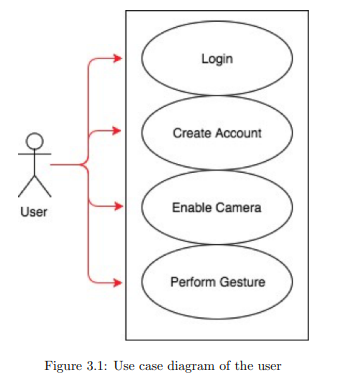 Login
Create Account
Enable Camera
User
Perform Gesture
Figure 3.1: Use case diagram of the user